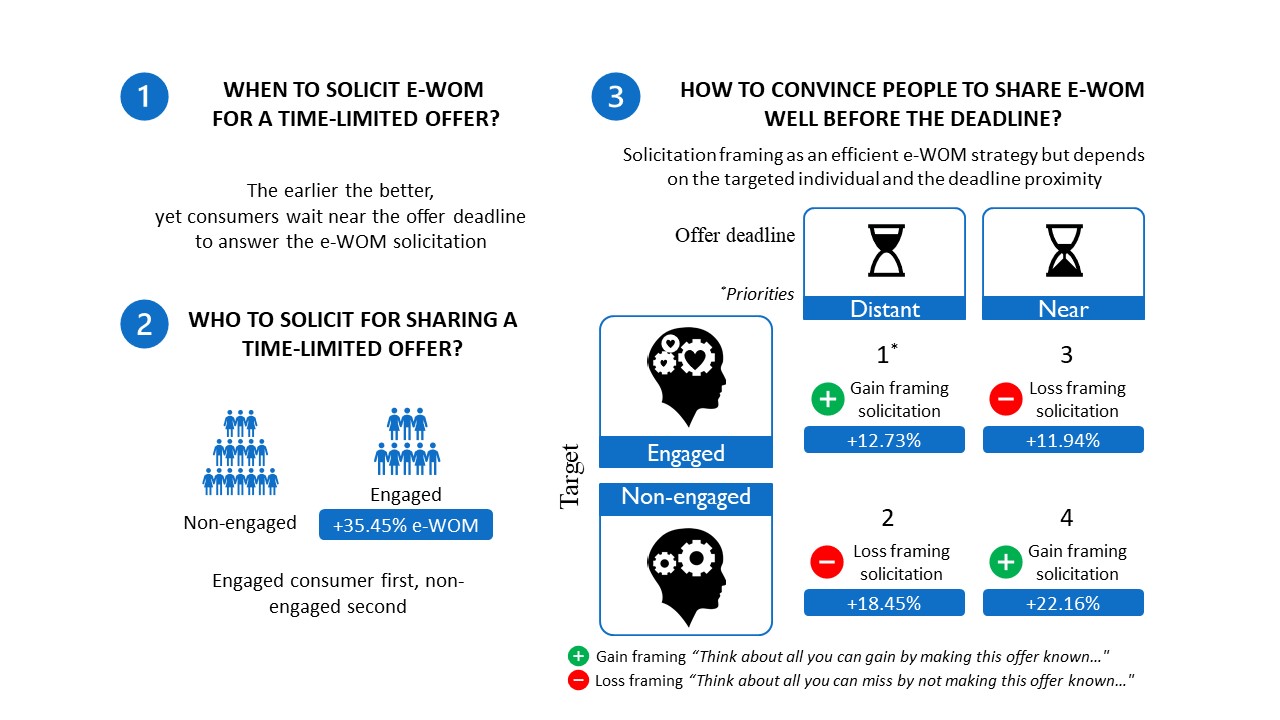 1
WHEN TO SOLICIT E-WOM
FOR A TIME-LIMITED OFFER?
The earlier the better,
yet consumers wait near the offer deadline
to answer the e-WOM solicitation
2
WHO TO SOLICIT FOR SHARING A
TIME-LIMITED OFFER?
Non-engaged
Engaged
+35.45% e-WOM
Engaged consumer first, non-
engaged second
3
HOW TO CONVINCE PEOPLE TO SHARE E-WOM
WELL BEFORE THE DEADLINE?
Solicitation framing as an efficient e-WOM strategy but depends
on the targeted individual and the deadline proximity
Offer deadline
*Priorities
Distant
Near
Target
Engaged
1*
Gain framing
solicitation
+12.73%
3
Loss framing
solicitation
+11.94%
Non-engaged
2
Loss framing
solicitation
+18.45%
4
Gain framing
solicitation
+22.16%
Gain framing “Think about all you can gain by making this offer known…"
Loss framing “Think about all you can miss by not making this offer known…"